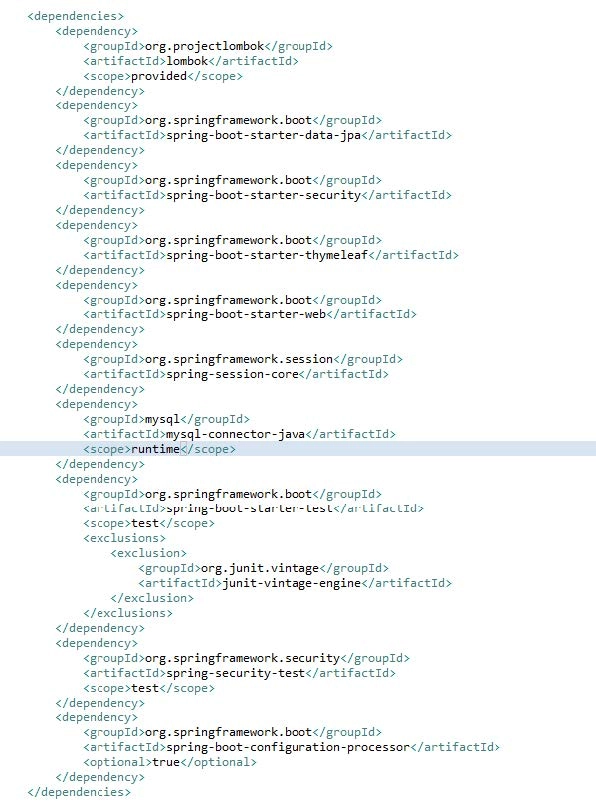 <dependencies>
<dependency>
<groupId>org.projectlombok</groupId>
<artifactId>lombok</artifactId>
<scope>provided</scope>
</dependency>
<dependency>
<groupId>org.springframework.boot</groupId>
<artifactId>spring-boot-starter-data-jpa</artifactId>
</dependency>
<dependency>
<groupId>org.springframework.boot</groupId>
<artifactId>spring-boot-starter-security</artifactId>
</dependency>
<dependency>
<groupId>org.springframework.boot</groupId>
<artifactId>spring-boot-starter-thymeleaf</artifactId>
</dependency>
<dependency>
<groupId>org.springframework.boot</groupId>
<artifactId>spring-boot-starter-web</artifactId>
</dependency>
<dependency>
<groupId>org.springframework.session</groupId>
<artifactId>spring-session-core</artifactId>
</dependency>
<dependency>
<groupId>mysql</groupId>
<artifactId>mysql-connector-java</artifactId>
<scope>runtime</scope>
</dependency>
<dependency>
<groupId>org.springframework.boot</groupId>
<artifactId>spring-boot-starter-test</artifactId>
<scope>test</scope>
<exclusions>
<exclusion>
<groupId>org.junit.vintage</groupId>
<artifactId>junit-vintage-engine</artifactId>
</exclusion>
</exclusions>
</dependency>
<dependency>
<groupId>org.springframework.security</groupId>
<artifactId>spring-security-test</artifactId>
<scope>test</scope>
</dependency>
<dependency>
<groupId>org.springframework.boot</groupId>
<artifactId>spring-boot-configuration-processor</artifactId>
<optional>true</optional>
</dependency>
</dependencies>